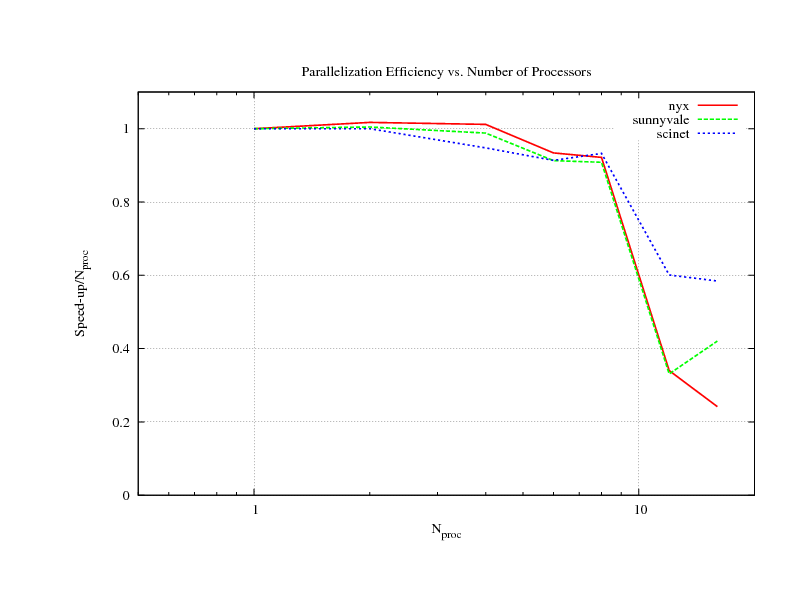 Parallelization Efficiency vs. Number of Processors
nyx
sunnyvale
scinet
1
0.8
0.6
0.4
0.2
0
Speed-up/Nproc
1
10
Nproc